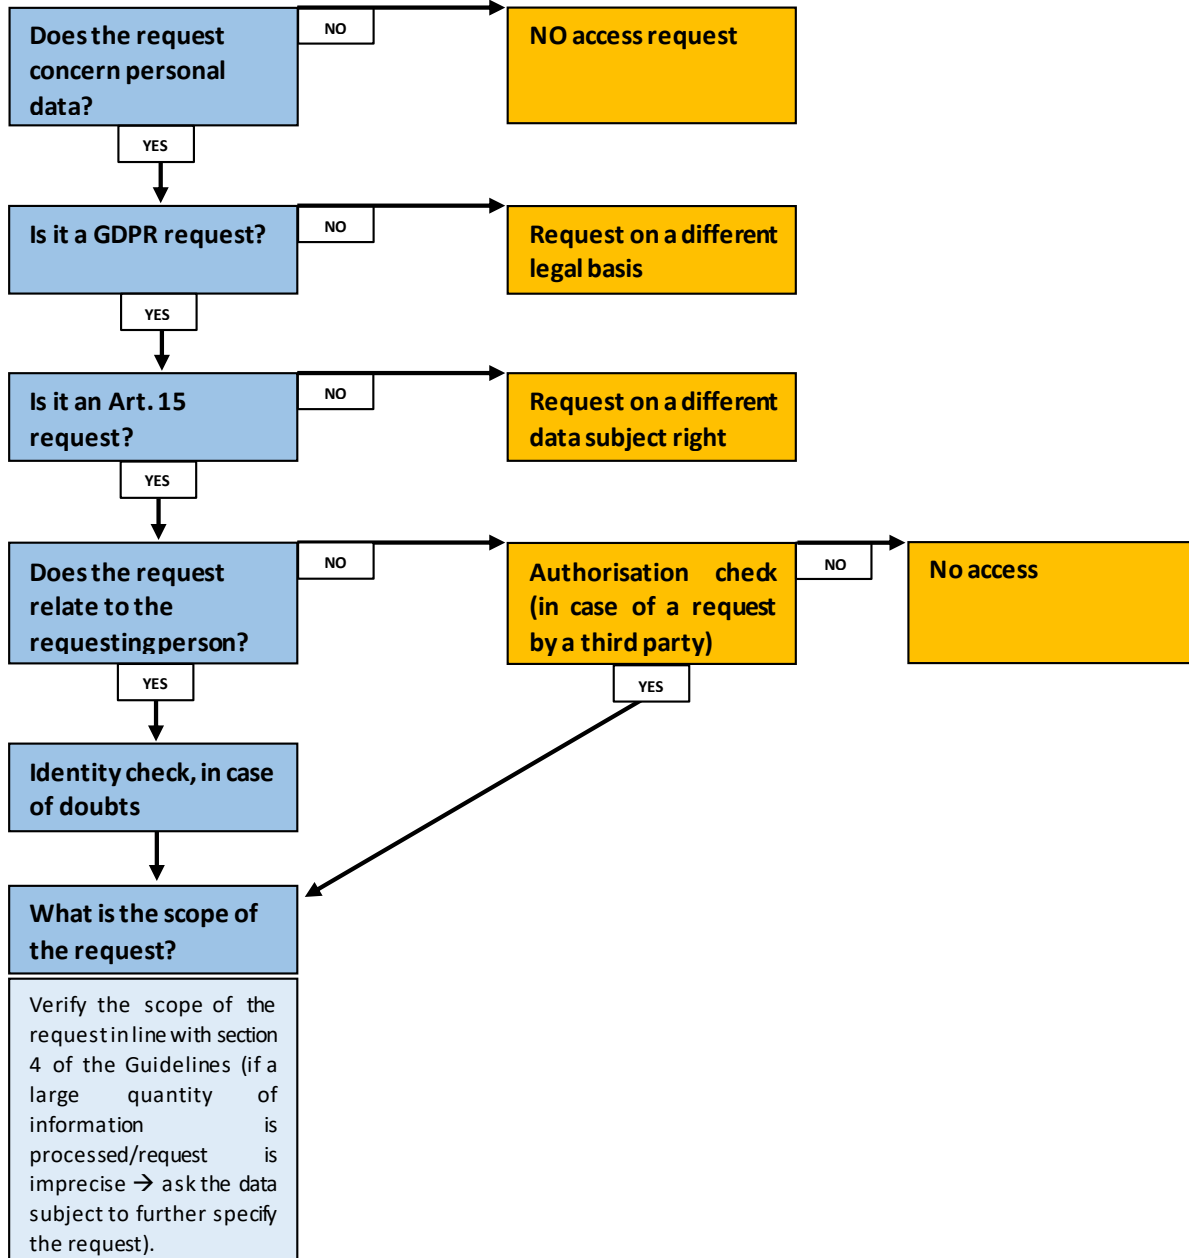 Does the request
concern personal
data?
NO
NO access request
YES
Is it a GDPR request?
NO
Request on a different
legal basis
YES
Is it an Art. 15
request?
NO
Request on a different
data subject right
YES
Does the request
relate to the
requesting person?
NO
Authorisation check
(in case of a request
by a third party)
NO
No access
YES
YES
Identity check, in case
of doubts
What is the scope of
the request?
Verify the scope of the
request in line with section
4 of the Guidelines (if a
large quantity of
information is
processed/request is
imprecise → ask the data
subject to further specify
the request).